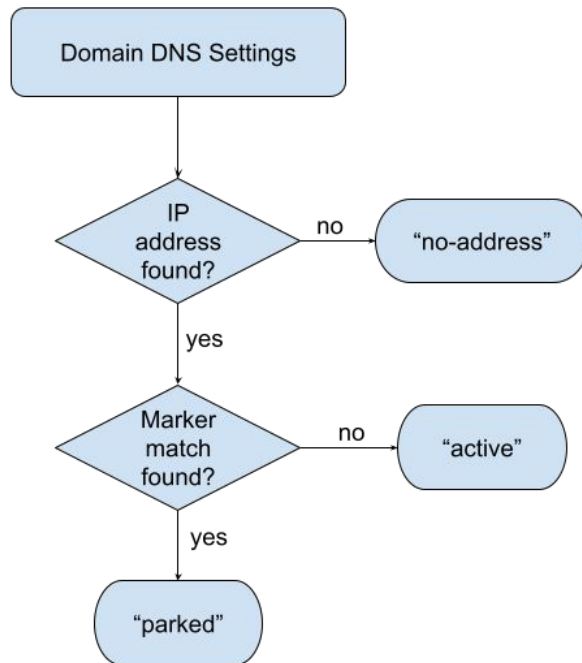 Domain DNS Settings
IP
address
found?
no
“no-address”
yes
Marker
match
found?
no
“active”
yes
“parked”